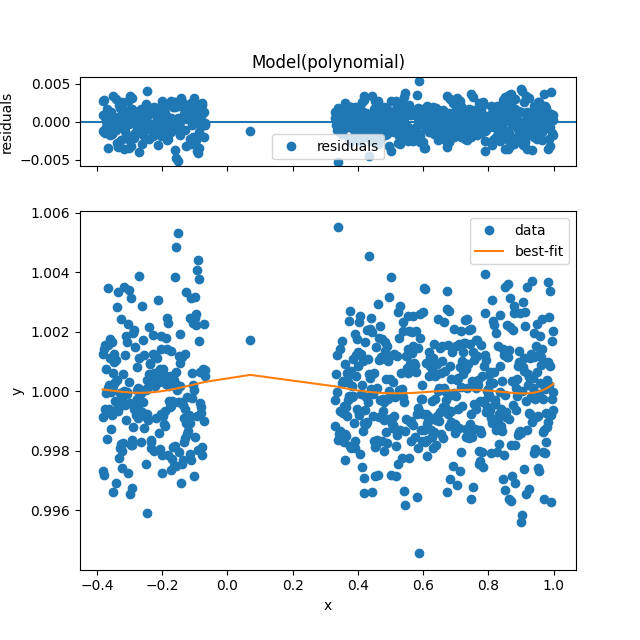 Model(polynomial)
residuals
0.005
0.000
−0.005
residuals
1.006
1.004
1.002
1.000
0.998
0.996
y
data
best-fit
−0.4
−0.2
0.0
0.2
0.4
0.6
0.8
1.0
x